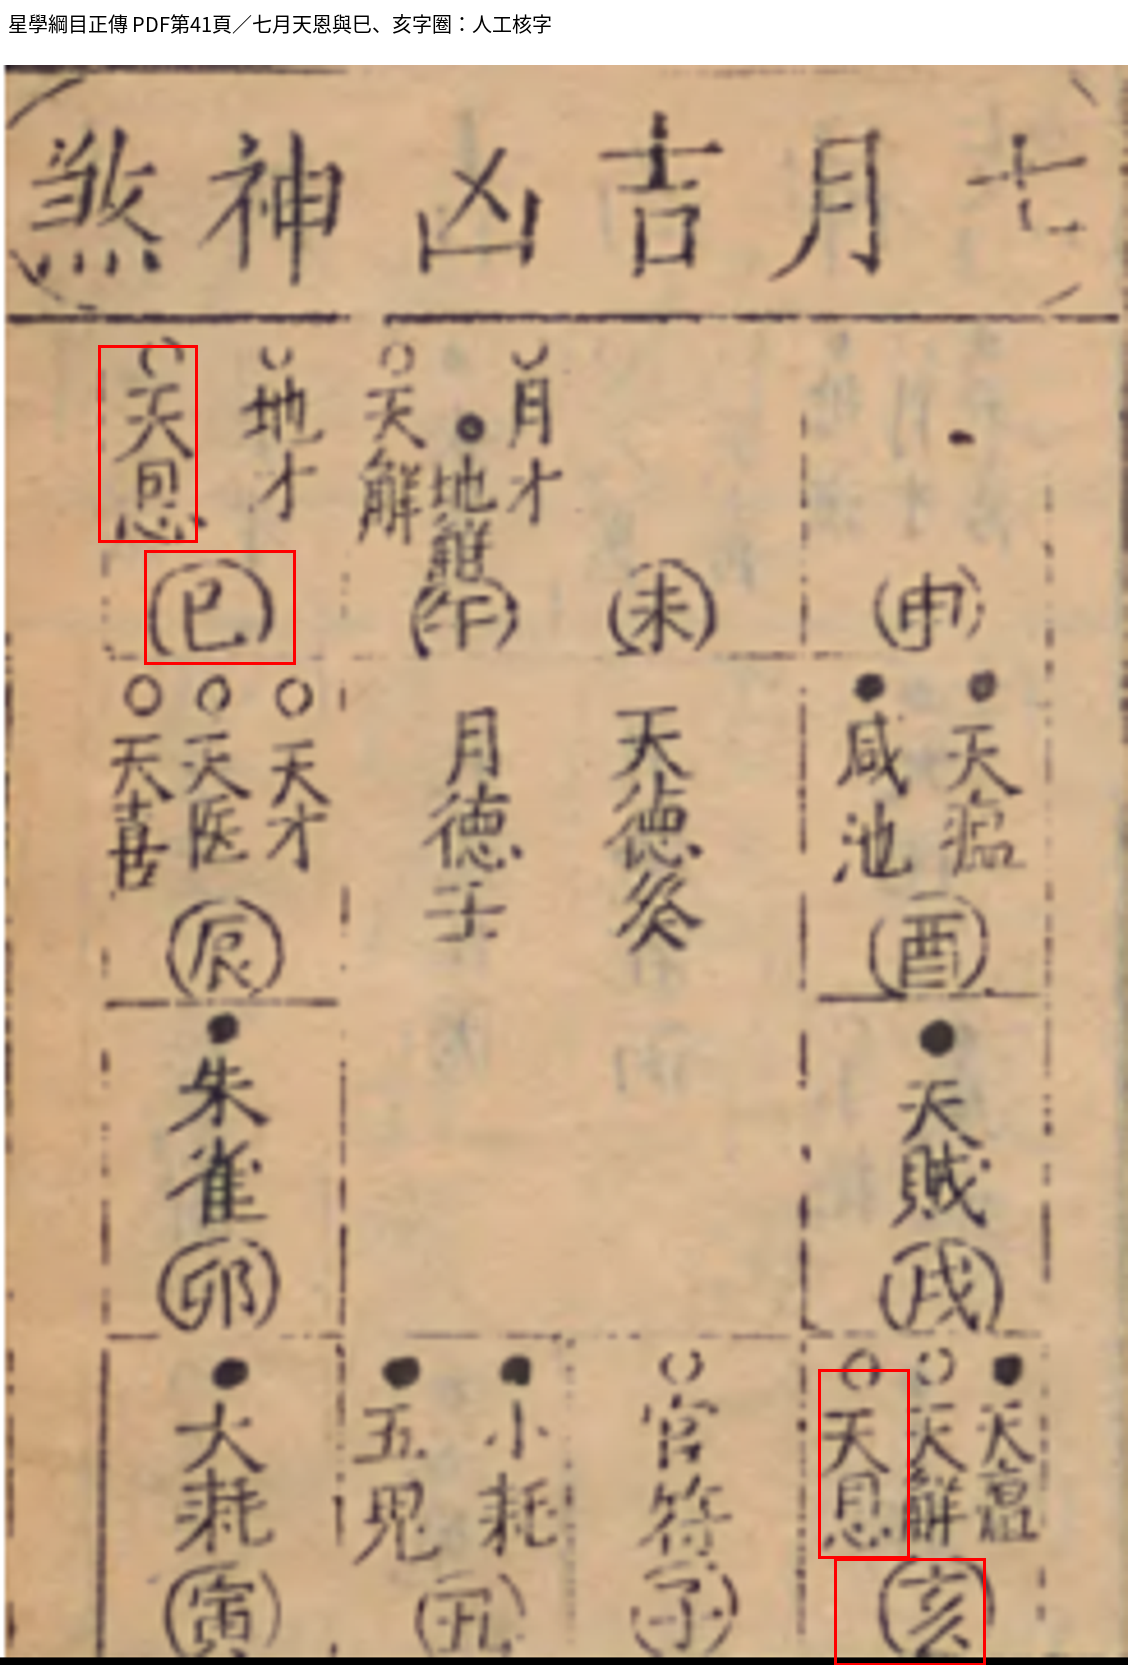 星學綱目正傳 PDF第41頁／七月天恩與巳、亥字圈：人工核字
七月吉凶神煞
申
未
月才
地觧
天解
午
地才
天恩
巳
天瘟
咸池
酉
天德癸
月德壬
天才
天医
天喜
辰
天賊
戌
朱雀
卯
天瘟
天解
天恩
亥
官符
子
小耗
五鬼
丑
大耗
寅